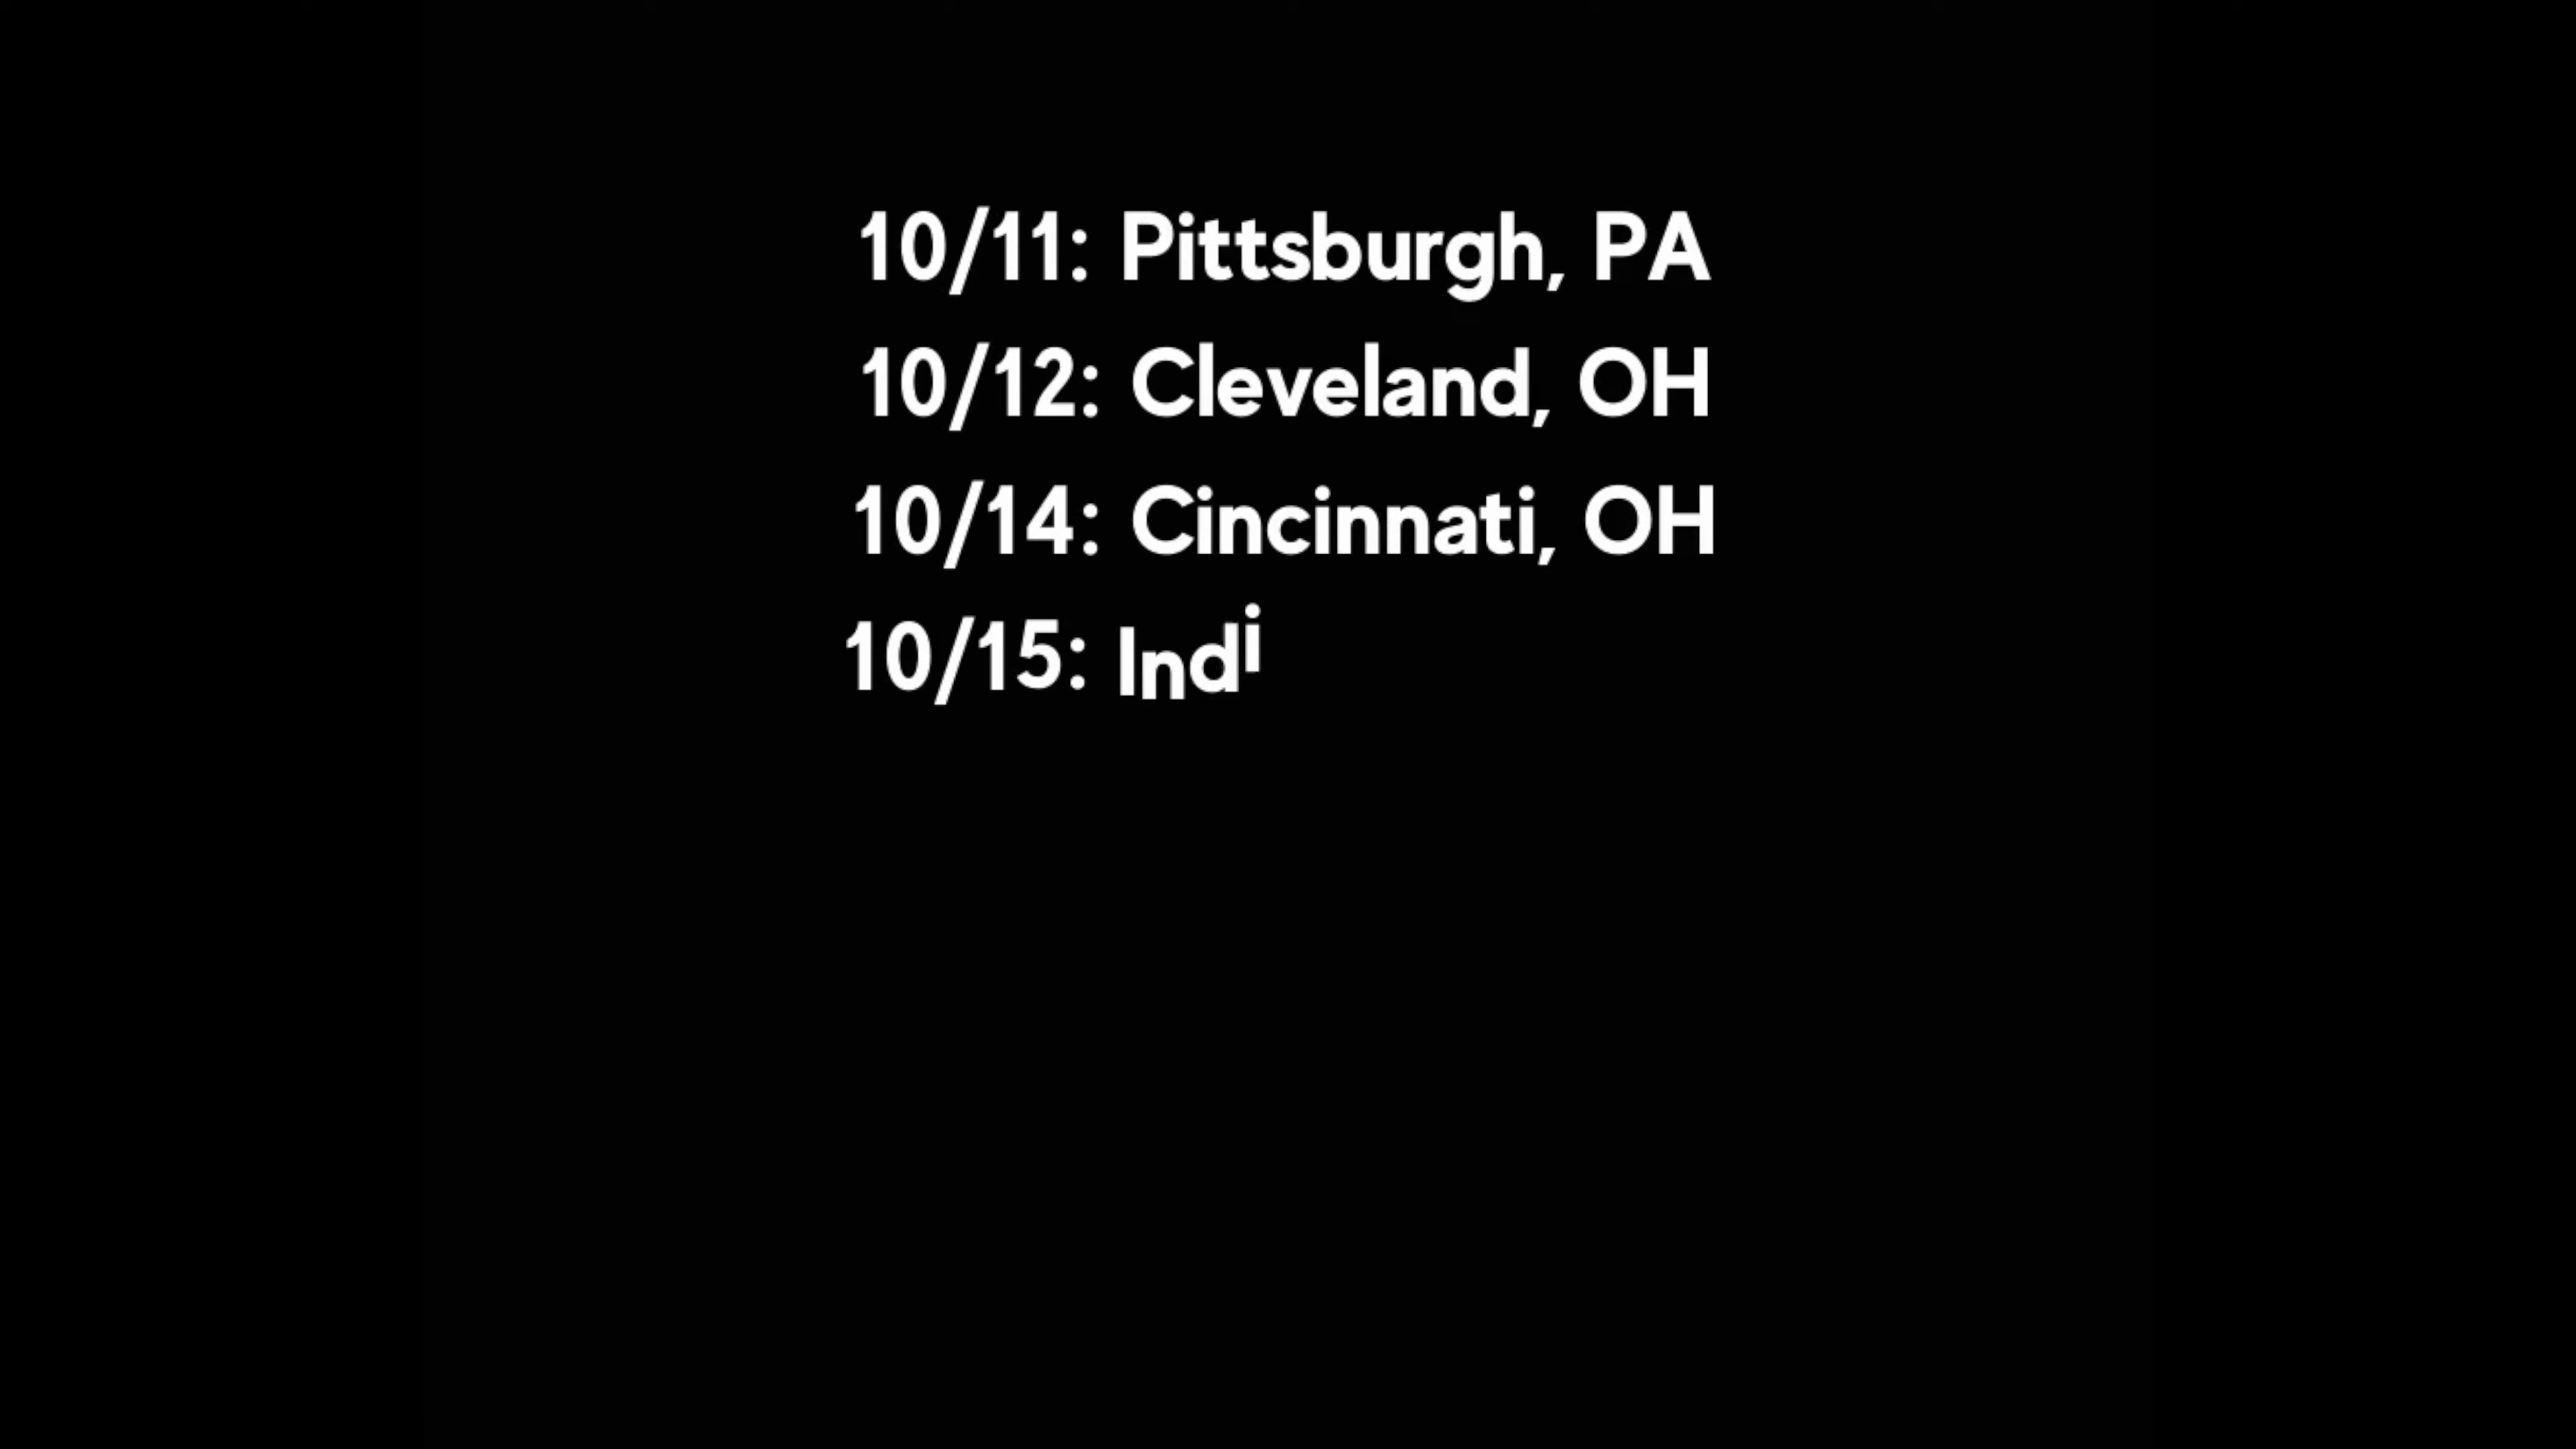 10/11: Pittsburgh, PA
10/12: Cleveland, OH
10/14: Cincinnati, OH
10/15: Indi